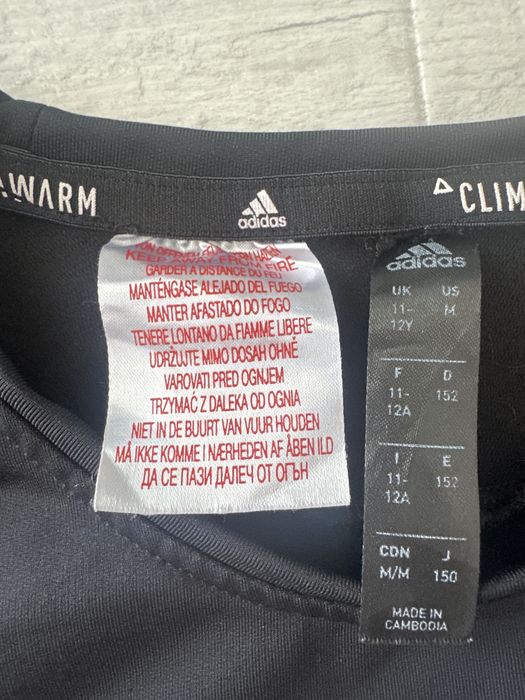 WARM
adidas
CLIM
KEEP AWAY FROM FIRE
GARDER A DISTANCE DU FEU
MANTÉNGASE ALEJADO DEL FUEGO
MANTER AFASTADO DO FOGO
TENERE LONTANO DA FIAMME LIBERE
UDRŽUJTE MIMO DOSAH OHNĚ
VAROVATI PRED OGNJEM
TRZYMAĆ Z DALEKA OD OGNIA
NIET IN DE BUURT VAN VUUR HOUDEN
MÅ IKKE KOMME I NÆRHEDEN AF ÅBEN ILD
ДА СЕ ПАЗИ ДАЛЕЧ ОТ ОГЪН
adidas
UK US
11- M
12Y
F D
11- 152
12A
I E
11- 152
12A
CDN J
M/M 150
MADE IN
CAMBODIA